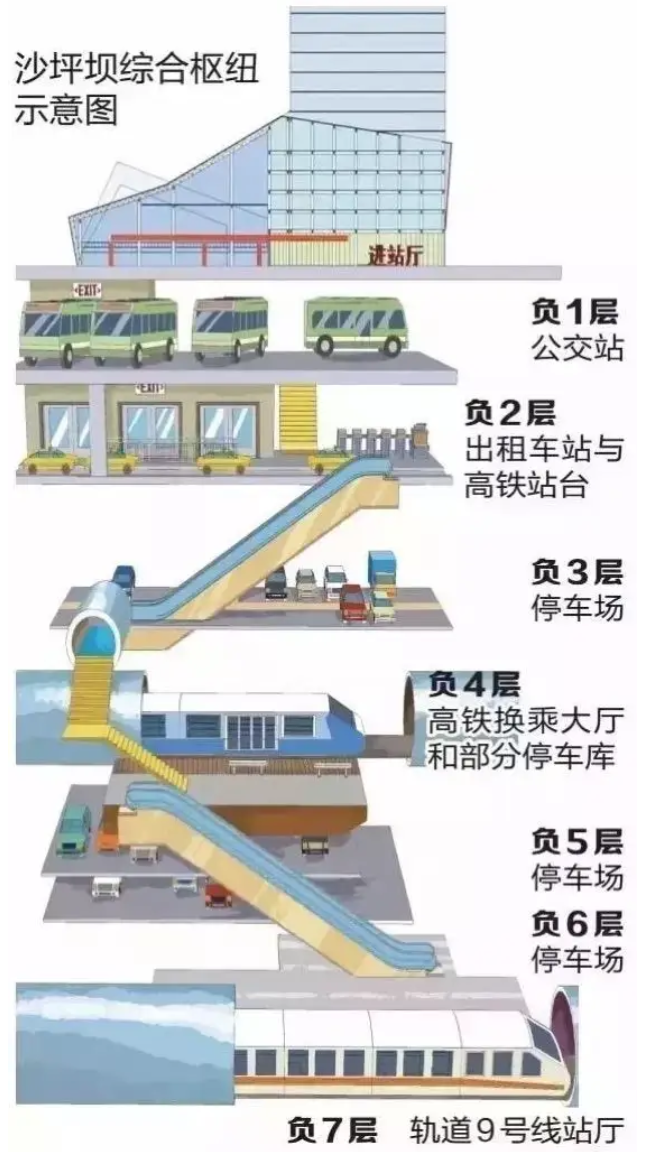 沙坪坝综合枢纽
示意图
进站厅
EXIT
负1层
公交站
EXIT
负2层
出租车站与
高铁站台
负3层
停车场
负4层
高铁换乘大厅
和部分停车库
负5层
停车场
负6层
停车场
负7层 轨道9号线站厅